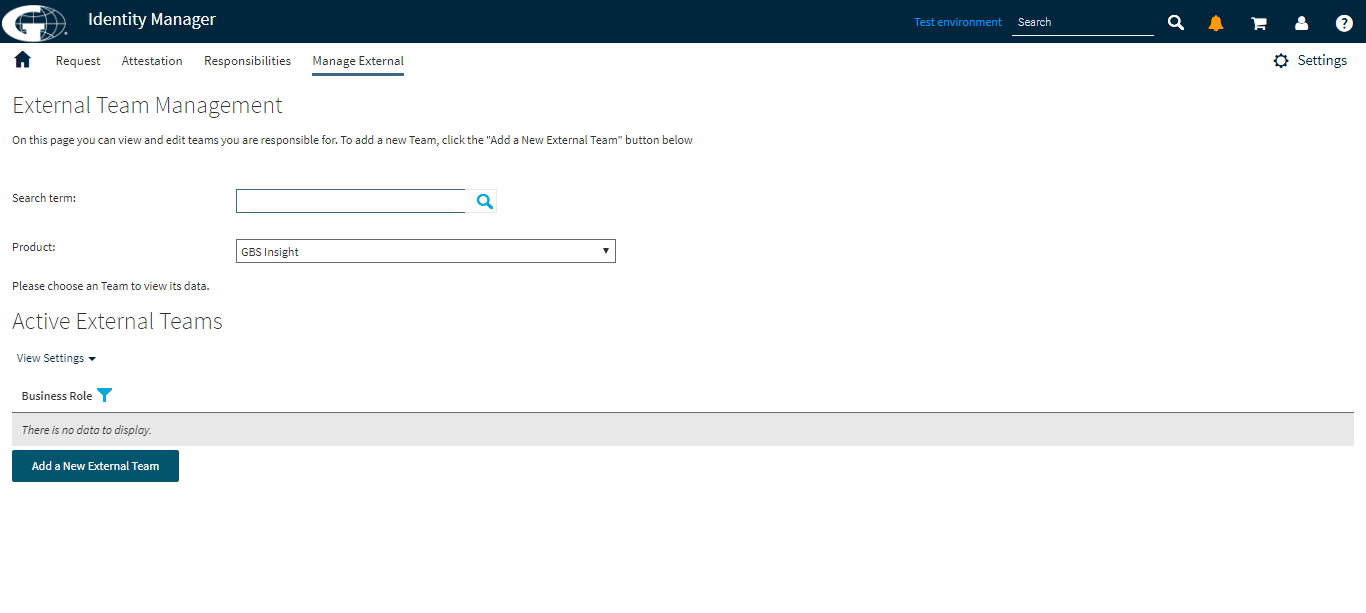 Identity Manager
Test environment
Search
Request
Attestation
Responsibilities
Manage External
Settings
External Team Management
On this page you can view and edit teams you are responsible for. To add a new Team, click the "Add a New External Team" button below
Search term:
Product:
GBS Insight
Please choose an Team to view its data.
Active External Teams
View Settings
Business Role
There is no data to display.
Add a New External Team